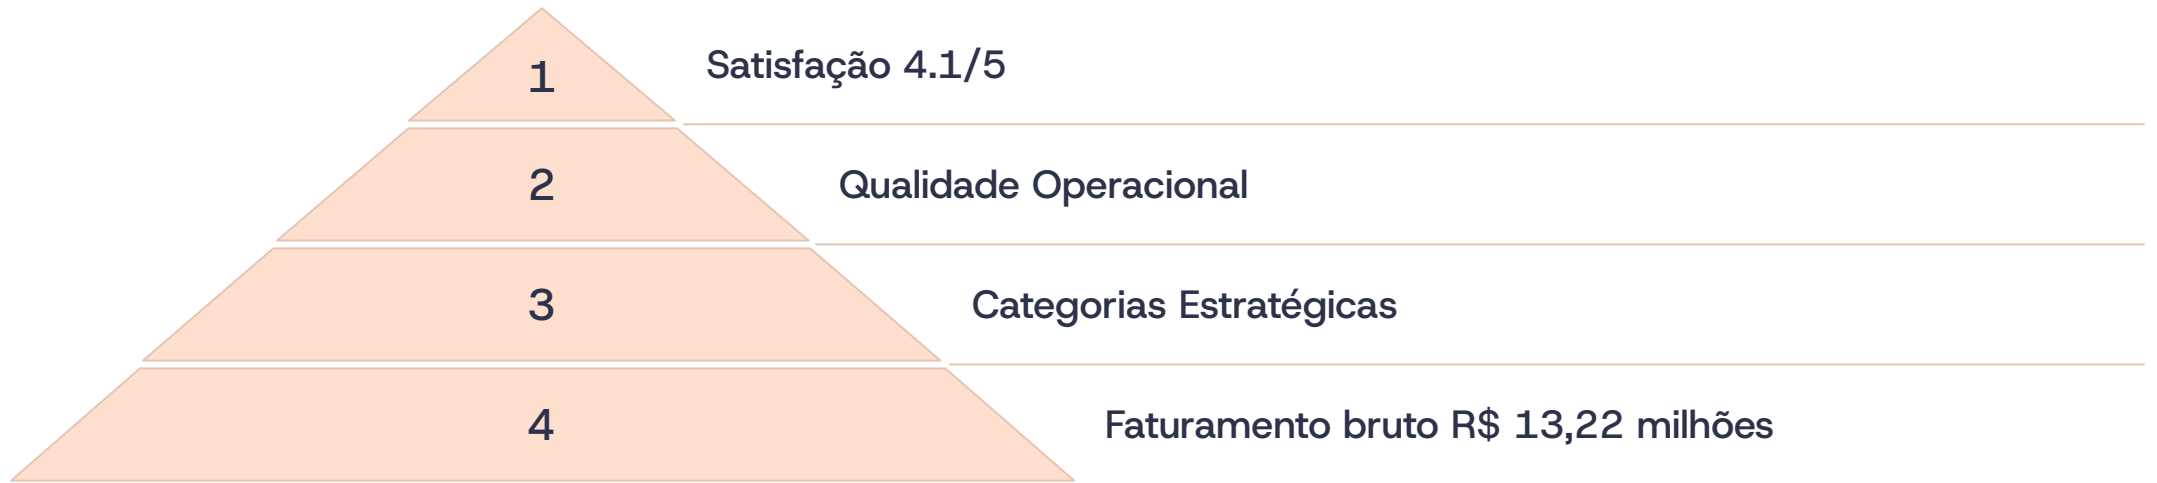 1
Satisfação 4.1/5
2
Qualidade Operacional
3
Categorias Estratégicas
4
Faturamento bruto R$ 13,22 milhões